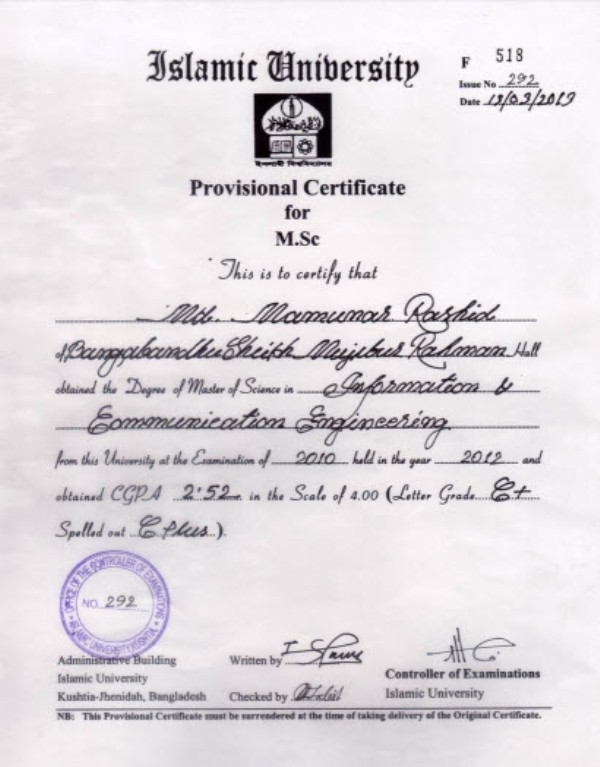 Islamic University
F 518
Issue No 292
Date /03/2013
ইসলামী বিশ্ববিদ্যালয়
Provisional Certificate
for
M.Sc
This is to certify that
Md. Mamunar Rashid
of Bangabandhu Sheikh Mujibur Rahman Hall
obtained the Degree of Master of Science in Information &
Communication Engineering
from this University at the Examination of 2010 held in the year 2012 and
obtained CGPA 2.52 in the Scale of 4.00 (Letter Grade C+
Spelled out C Plus).
OFFICE OF THE CONTROLLER OF EXAMINATIONS
NO. 292
ISLAMIC UNIVERSITY KUSHTIA
Administrative Building
Islamic University
Kushtia-Jhenidah, Bangladesh
Written by
Checked by
Controller of Examinations
Islamic University
NB: This Provisional Certificate must be surrendered at the time of taking delivery of the Original Certificate.